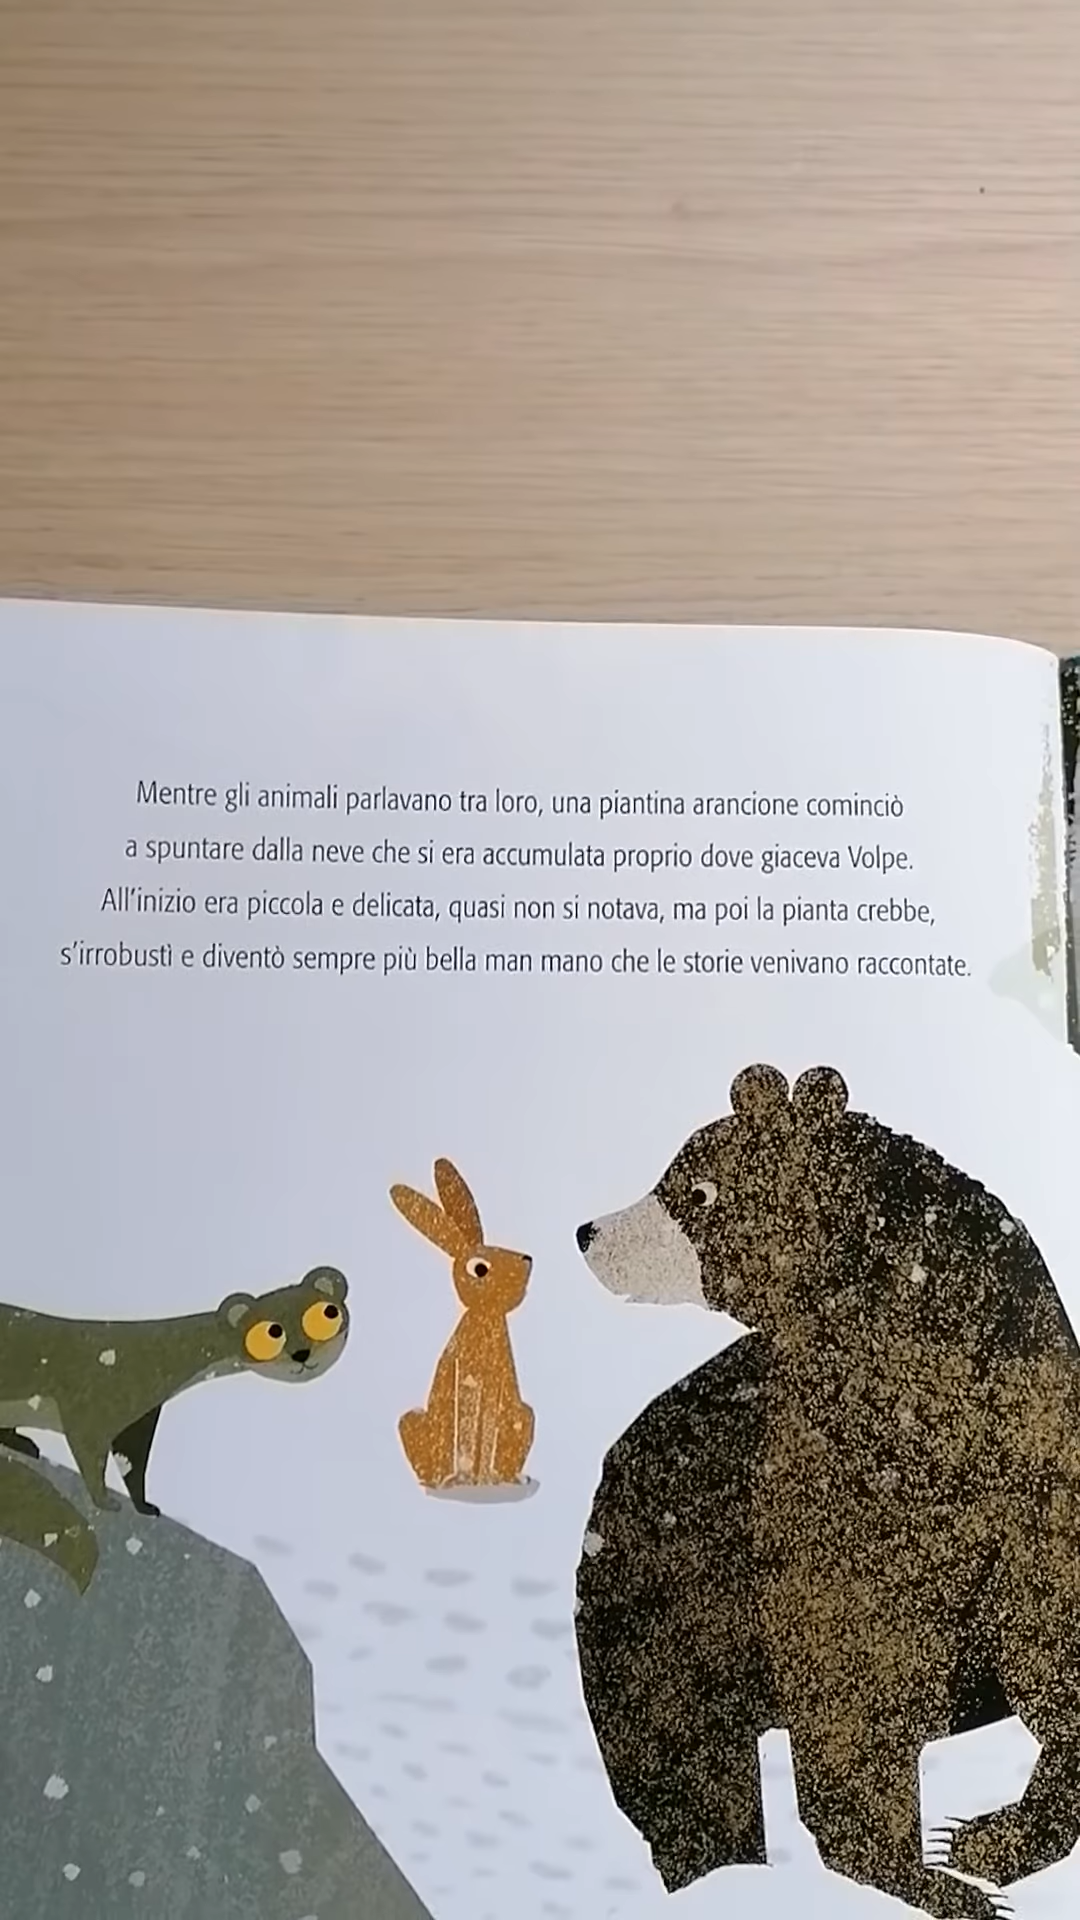 Mentre gli animali parlavano tra loro, una piantina arancione cominciò
a spuntare dalla neve che si era accumulata proprio dove giaceva Volpe.
All'inizio era piccola e delicata, quasi non si notava, ma poi la pianta crebbe,
s'irrobustì e diventò sempre più bella man mano che le storie venivano raccontate.